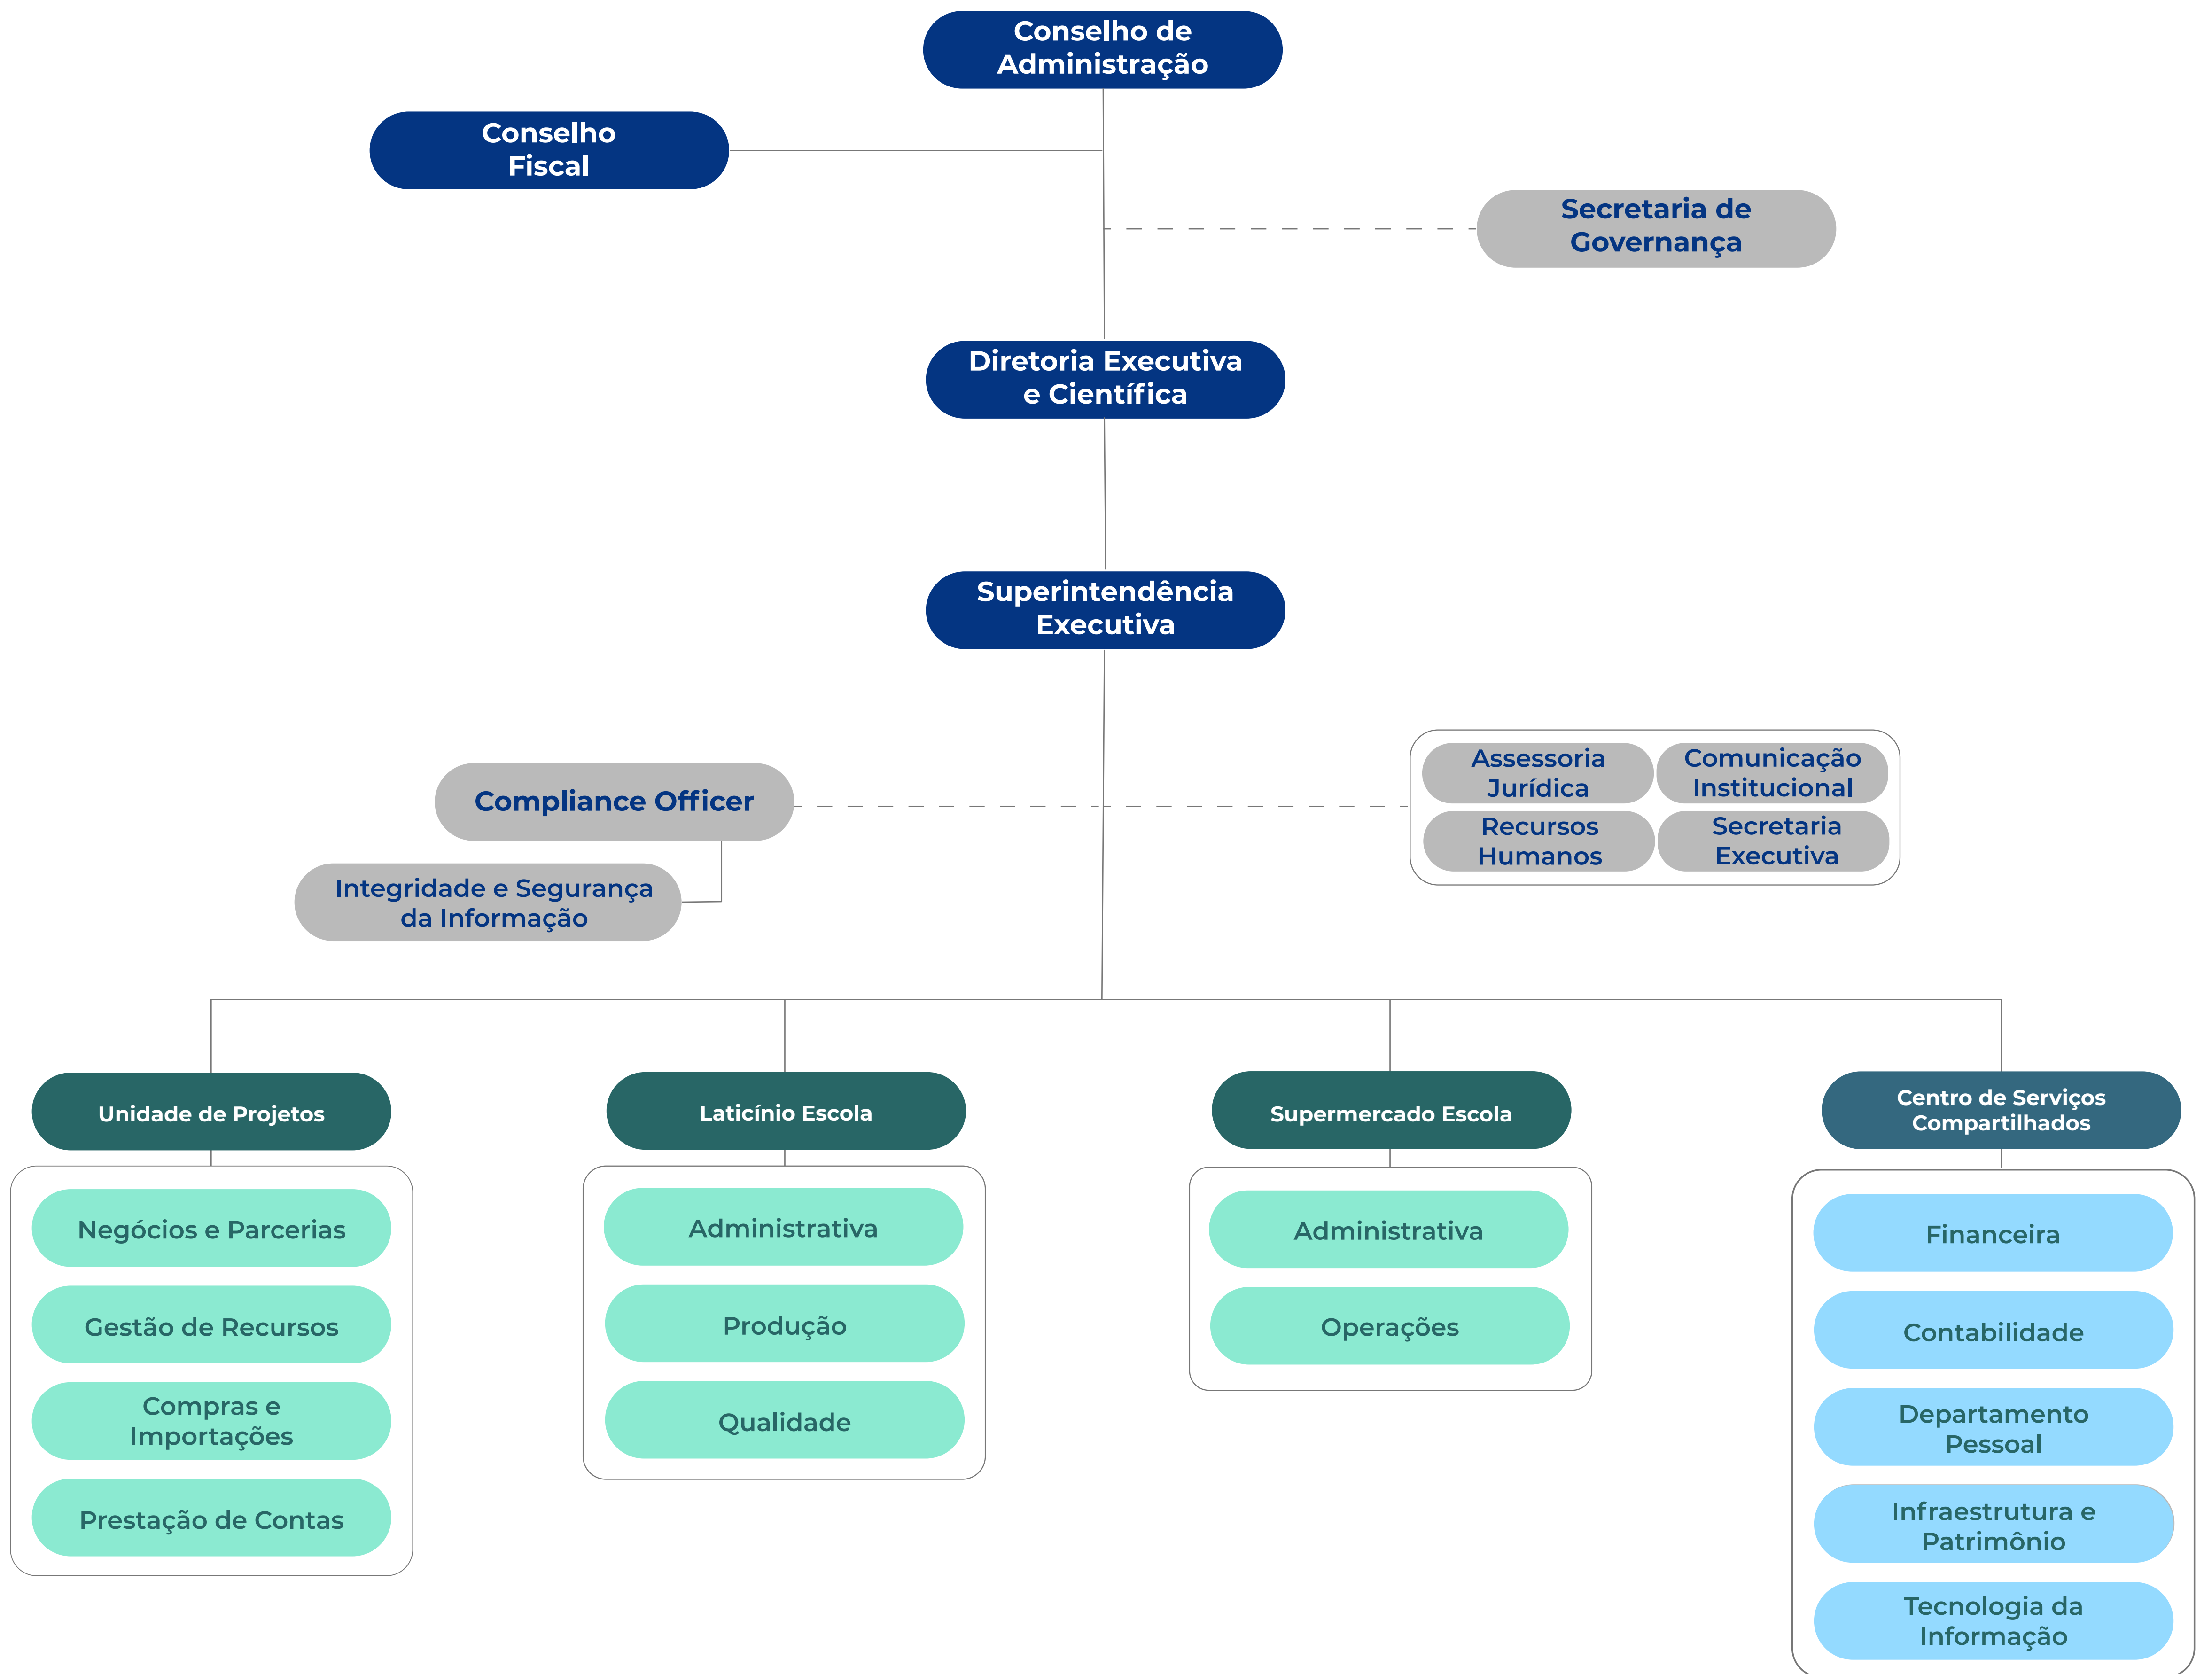 Conselho de
Administração
Conselho
Fiscal
Secretaria de
Governança
Diretoria Executiva
e Científica
Superintendência
Executiva
Compliance Officer
Integridade e Segurança
da Informação
Assessoria
Jurídica
Comunicação
Institucional
Recursos
Humanos
Secretaria
Executiva
Unidade de Projetos
Negócios e Parcerias
Gestão de Recursos
Compras e
Importações
Prestação de Contas
Laticínio Escola
Administrativa
Produção
Qualidade
Supermercado Escola
Administrativa
Operações
Centro de Serviços
Compartilhados
Financeira
Contabilidade
Departamento
Pessoal
Infraestrutura e
Patrimônio
Tecnologia da
Informação